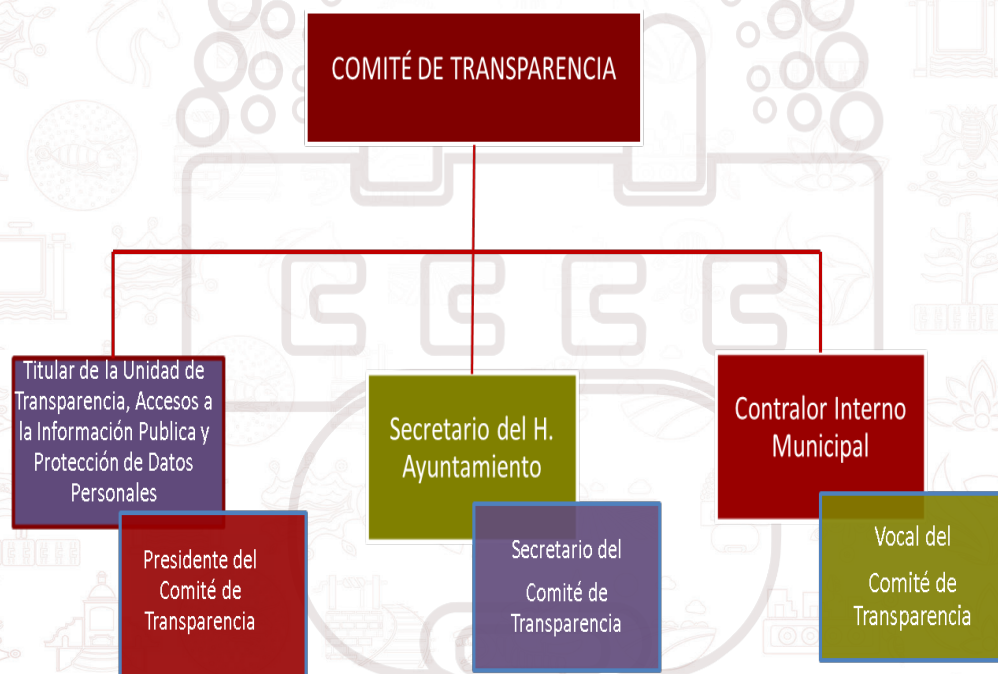 COMITÉ DE TRANSPARENCIA
Titular de la Unidad de
Transparencia, Accesos a
la Información Publica y
Protección de Datos
Personales
Presidente del
Comité de
Transparencia
Secretario del H.
Ayuntamiento
Secretario del
Comité de
Transparencia
Contralor Interno
Municipal
Vocal del
Comité de
Transparencia